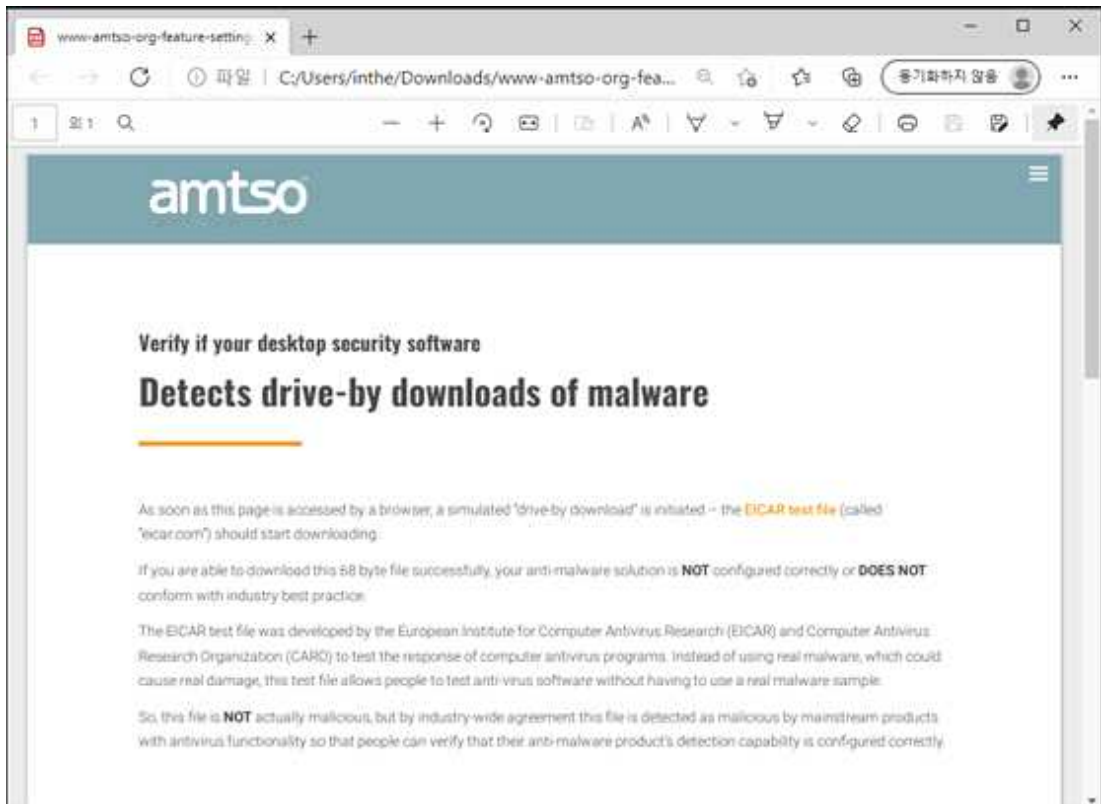 www-amtso-org-feature-setting
파일 C:/Users/inthe/Downloads/www-amtso-org-fea... 동기화하지 않음
1 의 1
amtso
Verify if your desktop security software
Detects drive-by downloads of malware
As soon as this page is accessed by a browser, a simulated "drive-by download" is initiated – the EICAR test file (called
"eicar.com") should start downloading.
If you are able to download this 68 byte file successfully, your anti-malware solution is NOT configured correctly or DOES NOT
conform with industry best practice.
The EICAR test file was developed by the European Institute for Computer Antivirus Research (EICAR) and Computer Antivirus
Research Organization (CARO) to test the response of computer antivirus programs. Instead of using real malware, which could
cause real damage, this test file allows people to test anti-virus software without having to use a real malware sample.
So, this file is NOT actually malicious, but by industry-wide agreement this file is detected as malicious by mainstream products
with antivirus functionality so that people can verify that their anti-malware product's detection capability is configured correctly.